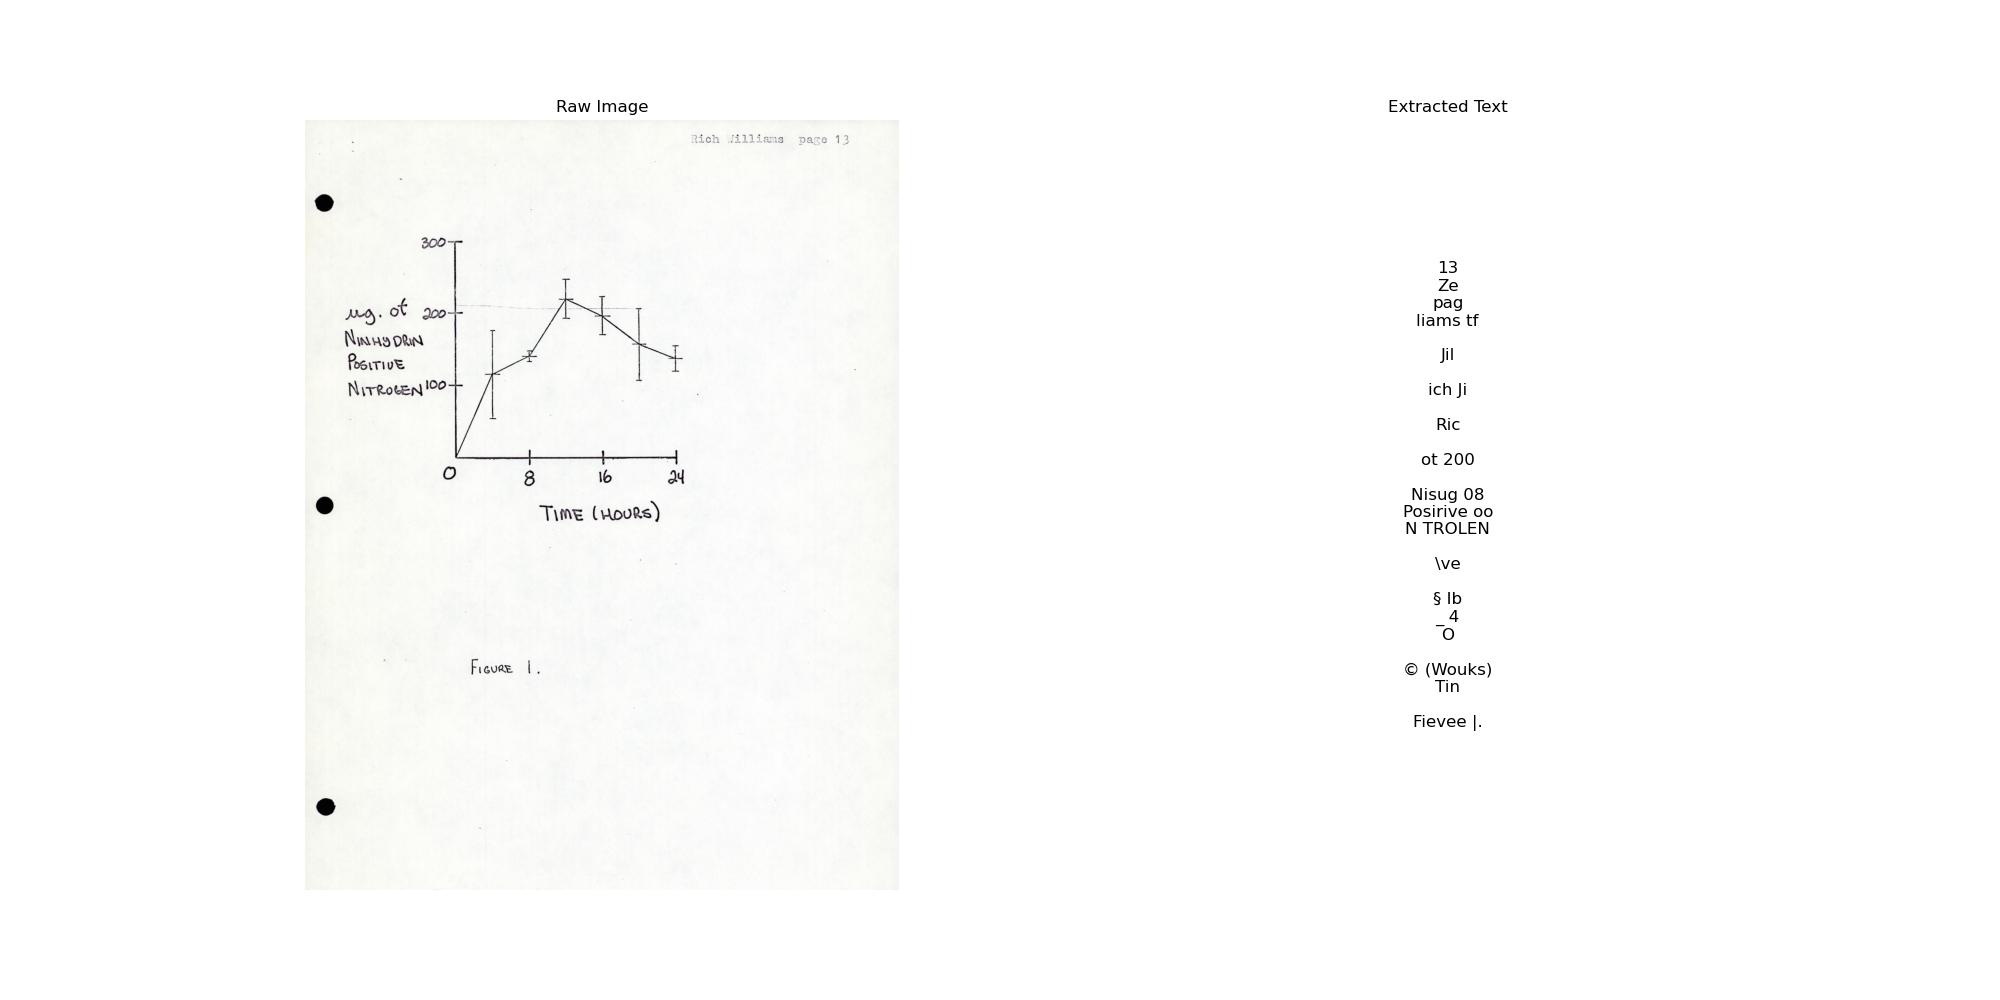 Raw Image
Rich Williams page 13
300
ug. of 200
NINHYDRIN
POSITIVE
NITROGEN 100
0 8 16 24
TIME (HOURS)
FIGURE 1.
Extracted Text
13
Ze
pag
liams tf
Jil
ich Ji
Ric
ot 200
Nisug 08
Posirive oo
N TROLEN
\ve
§ lb
_ 4
O
© (Wouks)
Tin
Fievee |.